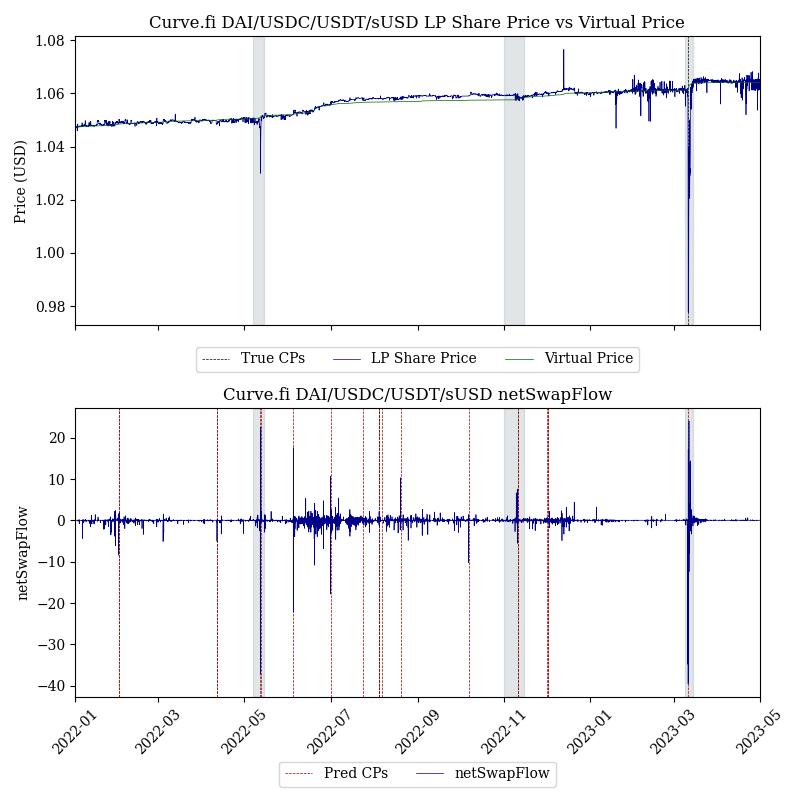 Curve.fi DAI/USDC/USDT/sUSD LP Share Price vs Virtual Price
Price (USD)
1.08
1.06
1.04
1.02
1.00
0.98
True CPs LP Share Price Virtual Price
Curve.fi DAI/USDC/USDT/sUSD netSwapFlow
netSwapFlow
20
10
0
−10
−20
−30
−40
2022-01 2022-03 2022-05 2022-07 2022-09 2022-11 2023-01 2023-03 2023-05
Pred CPs netSwapFlow